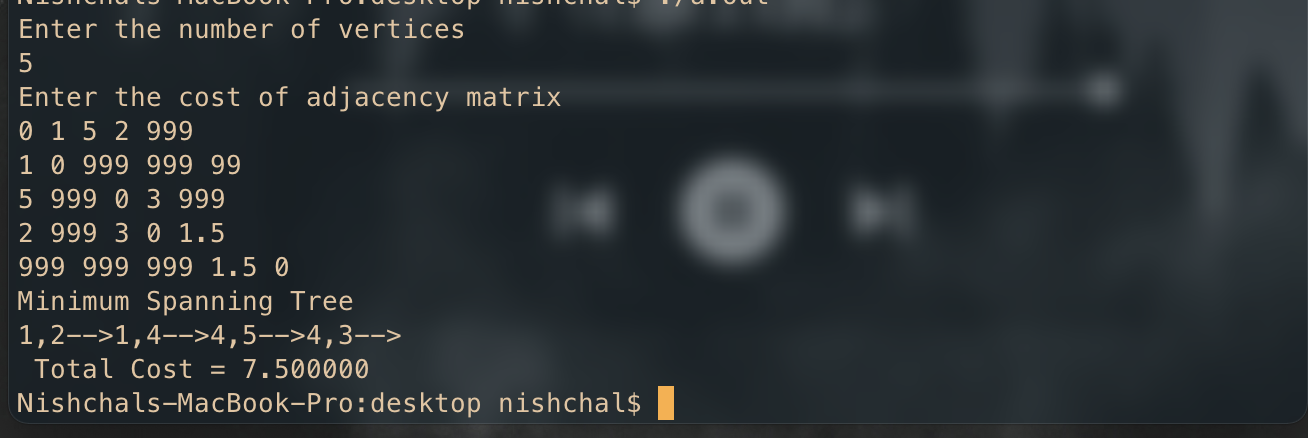 Nishchals-MacBook-Pro:desktop nishchal$ ./a.out
Enter the number of vertices
5
Enter the cost of adjacency matrix
0 1 5 2 999
1 0 999 999 99
5 999 0 3 999
2 999 3 0 1.5
999 999 999 1.5 0
Minimum Spanning Tree
1,2-->1,4-->4,5-->4,3-->
Total Cost = 7.500000
Nishchals-MacBook-Pro:desktop nishchal$